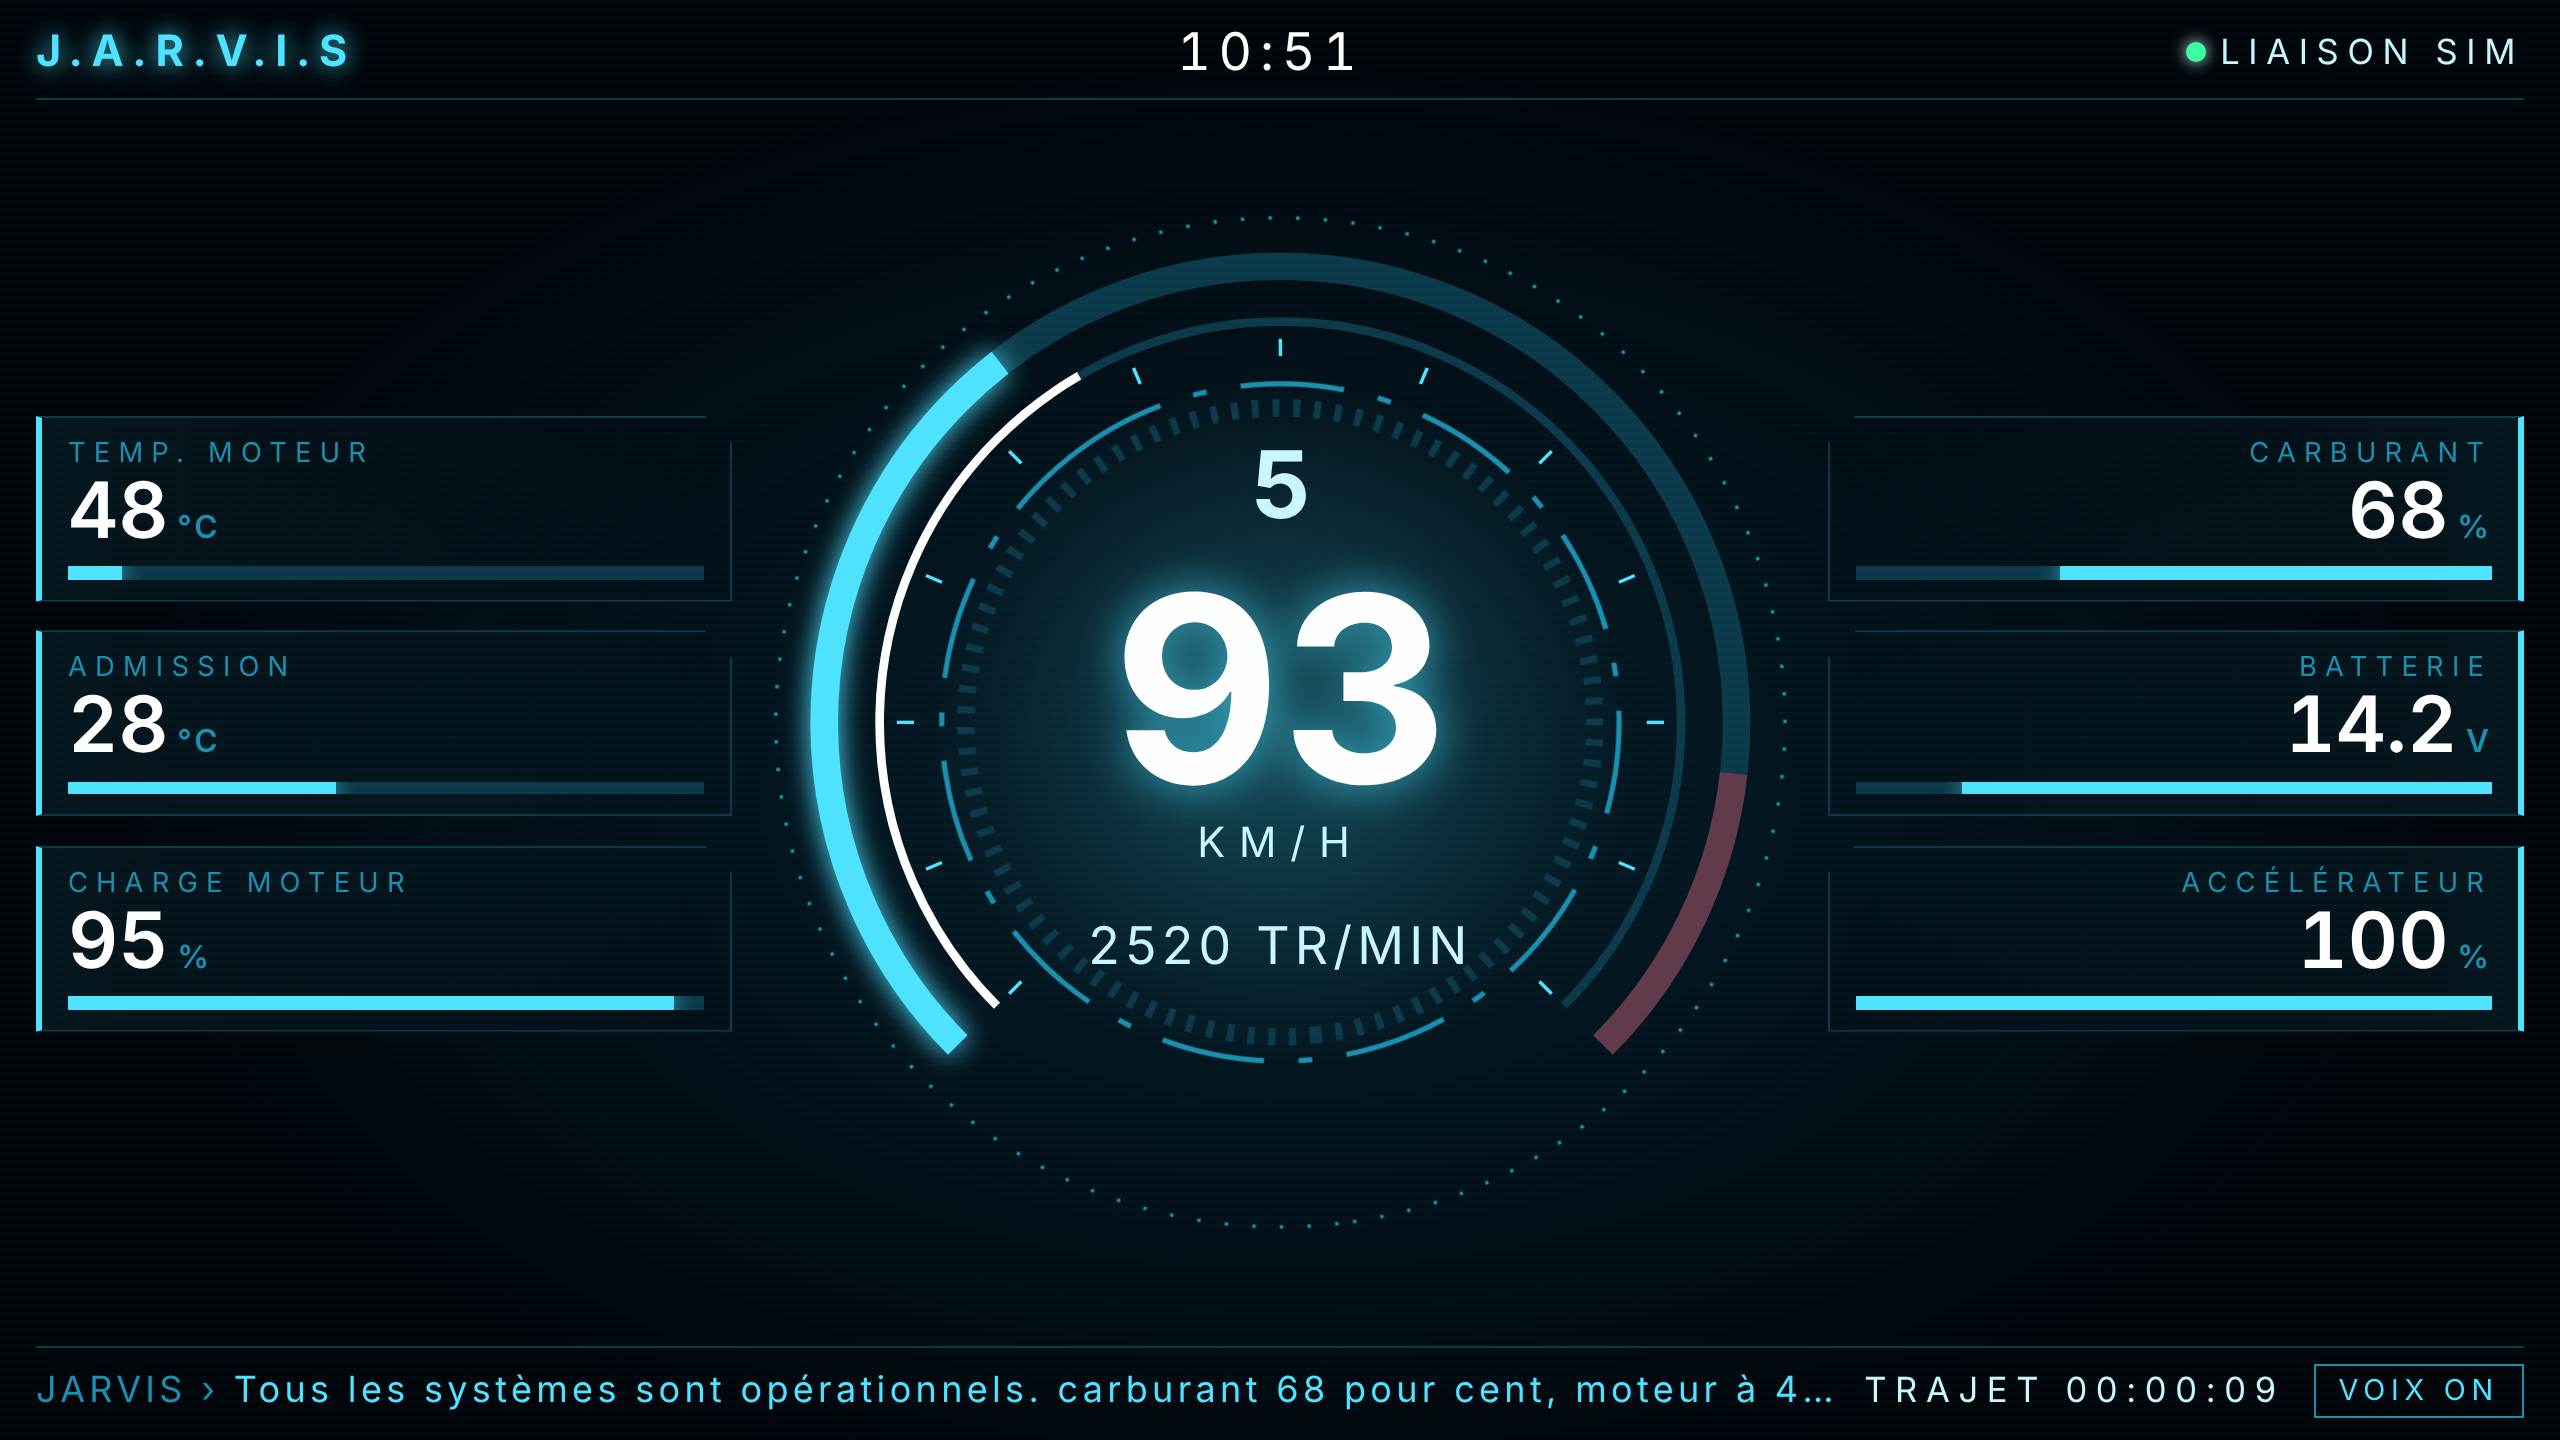 J.A.R.V.I.S
10:51
LIAISON SIM
TEMP. MOTEUR
48 °C
ADMISSION
28 °C
CHARGE MOTEUR
95 %
5
93
KM/H
2520 TR/MIN
CARBURANT
68 %
BATTERIE
14.2 V
ACCÉLÉRATEUR
100 %
JARVIS › Tous les systèmes sont opérationnels. carburant 68 pour cent, moteur à 4...
TRAJET 00:00:09
VOIX ON